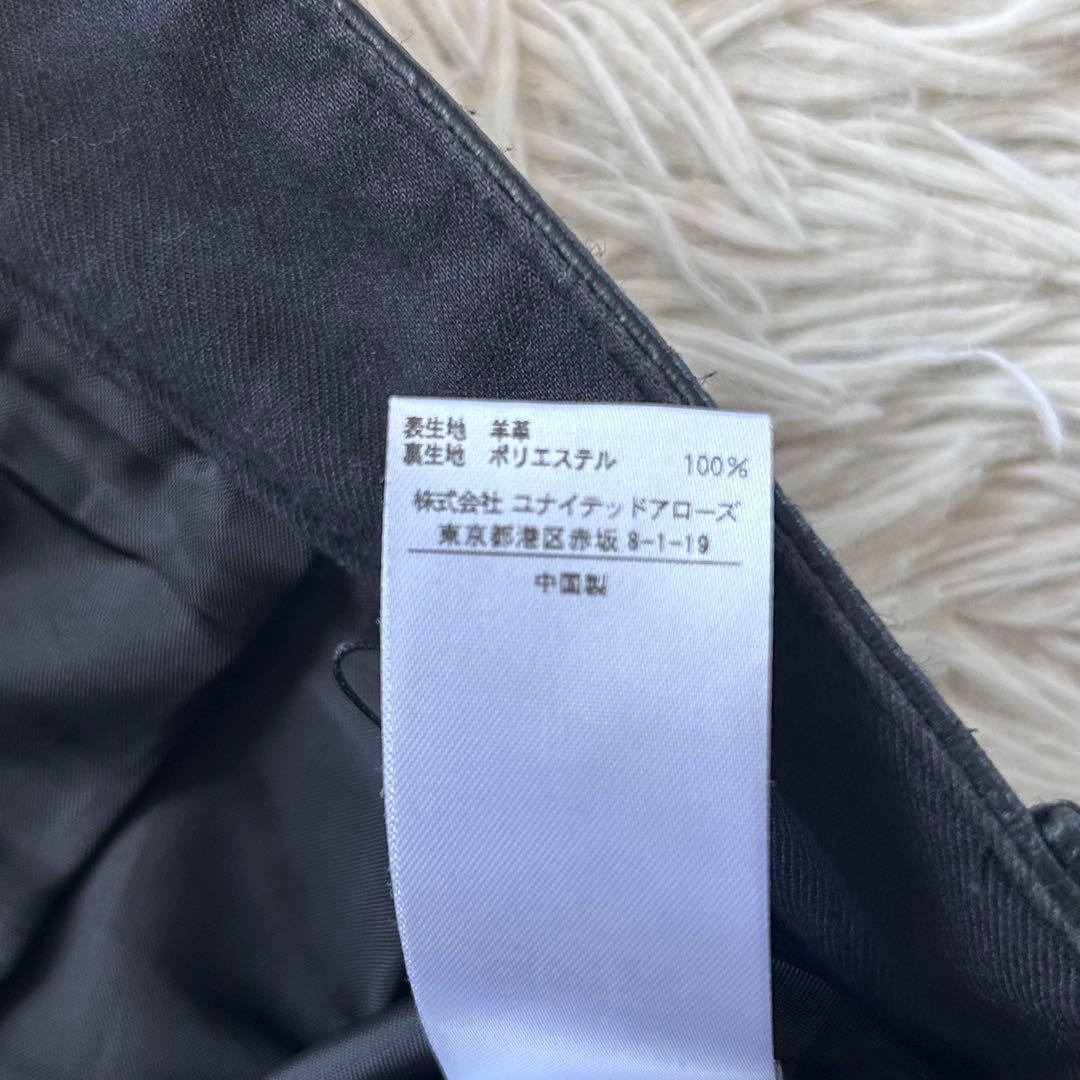 表生地 羊革
裏生地 ポリエステル 100%
株式会社 ユナイテッドアローズ
東京都港区赤坂 8-1-19
中国製